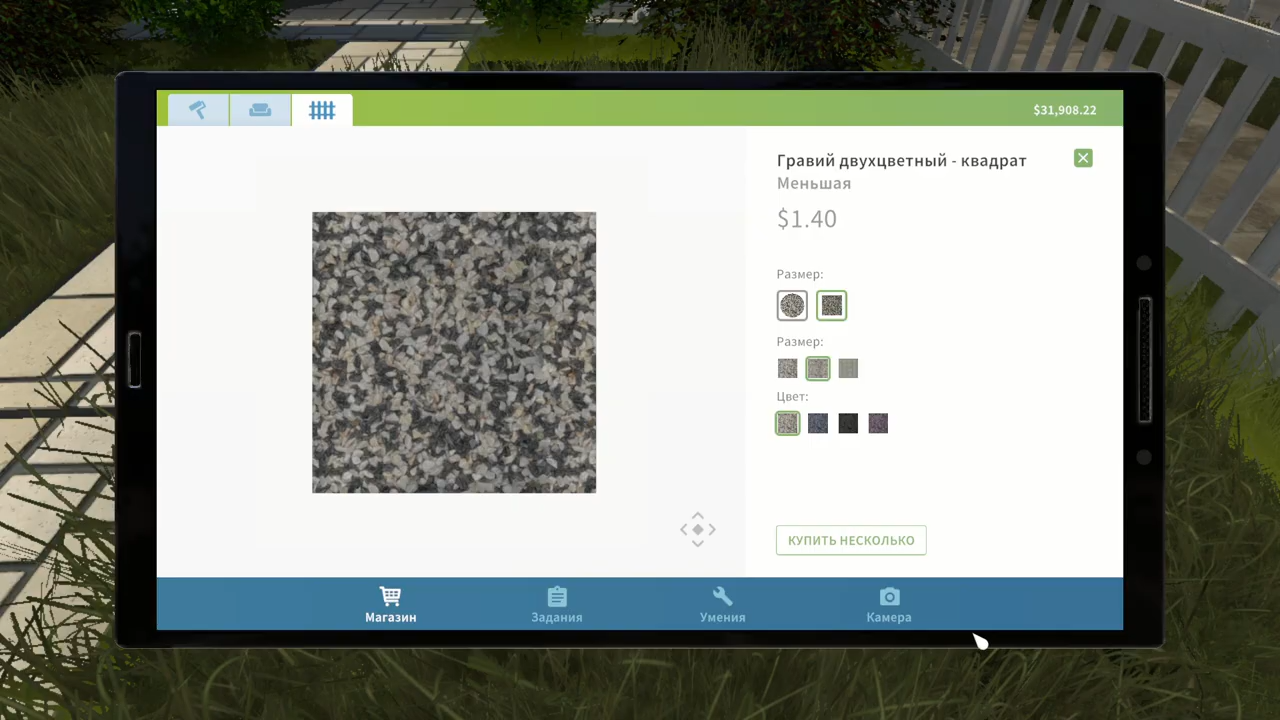 $31,908.22
Гравий двухцветный - квадрат
Меньшая
$1.40
Размер:
Размер:
Цвет:
КУПИТЬ НЕСКОЛЬКО
Магазин
Задания
Умения
Камера